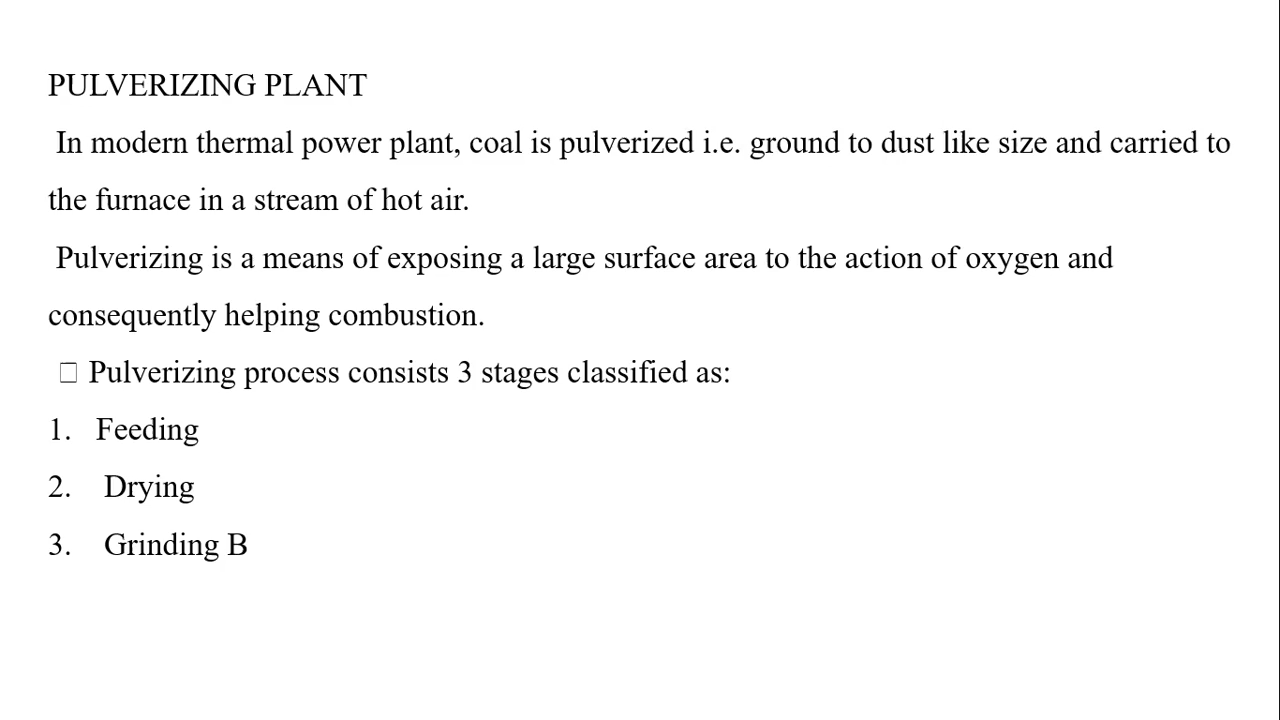 PULVERIZING PLANT
In modern thermal power plant, coal is pulverized i.e. ground to dust like size and carried to
the furnace in a stream of hot air.
Pulverizing is a means of exposing a large surface area to the action of oxygen and
consequently helping combustion.
□ Pulverizing process consists 3 stages classified as:
1. Feeding
2. Drying
3. Grinding B